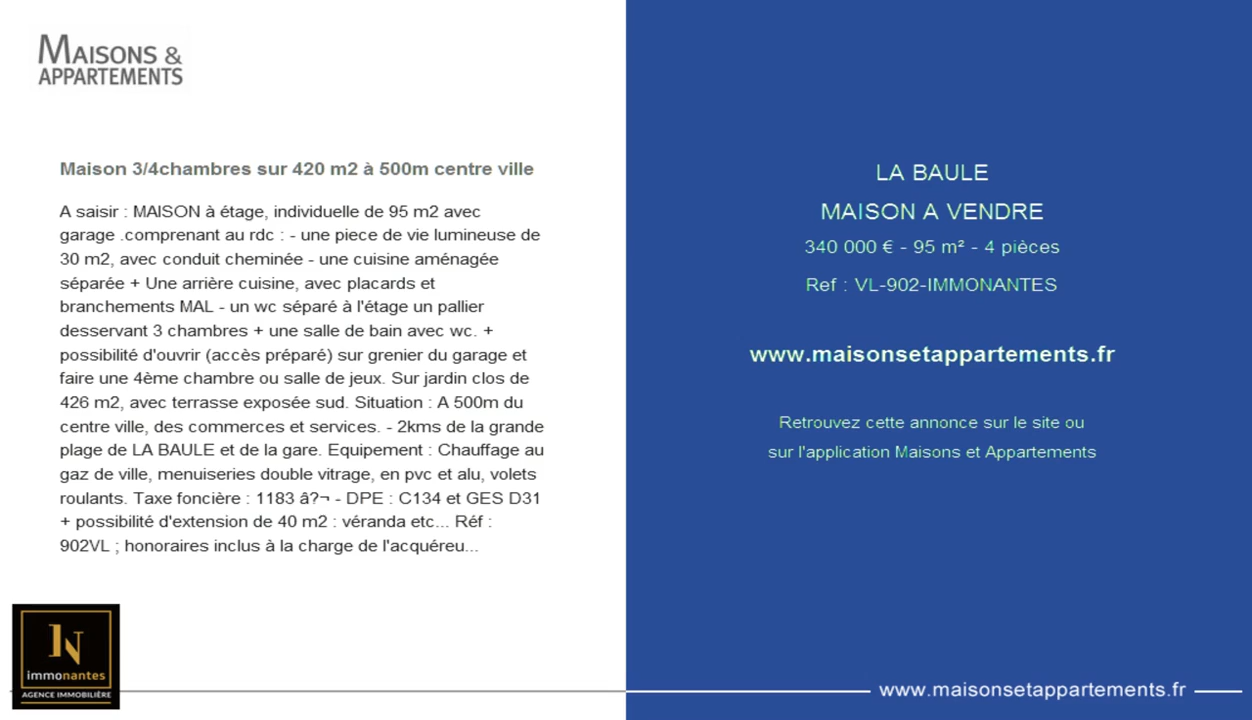 MAISONS &
APPARTEMENTS
Maison 3/4chambres sur 420 m2 à 500m centre ville
A saisir : MAISON à étage, individuelle de 95 m2 avec
garage .comprenant au rdc : - une piece de vie lumineuse de
30 m2, avec conduit cheminée - une cuisine aménagée
séparée + Une arrière cuisine, avec placards et
branchements MAL - un wc séparé à l'étage un pallier
desservant 3 chambres + une salle de bain avec wc. +
possibilité d'ouvrir (accès préparé) sur grenier du garage et
faire une 4ème chambre ou salle de jeux. Sur jardin clos de
426 m2, avec terrasse exposée sud. Situation : A 500m du
centre ville, des commerces et services. - 2kms de la grande
plage de LA BAULE et de la gare. Equipement : Chauffage au
gaz de ville, menuiseries double vitrage, en pvc et alu, volets
roulants. Taxe foncière : 1183 â?¬ - DPE : C134 et GES D31
+ possibilité d'extension de 40 m2 : véranda etc... Réf :
902VL ; honoraires inclus à la charge de l'acquéreu...
LA BAULE
MAISON A VENDRE
340 000 € - 95 m² - 4 pièces
Ref : VL-902-IMMONANTES
www.maisonsetappartements.fr
Retrouvez cette annonce sur le site ou
sur l'application Maisons et Appartements
immonantes
AGENCE IMMOBILIÈRE
www.maisonsetappartements.fr